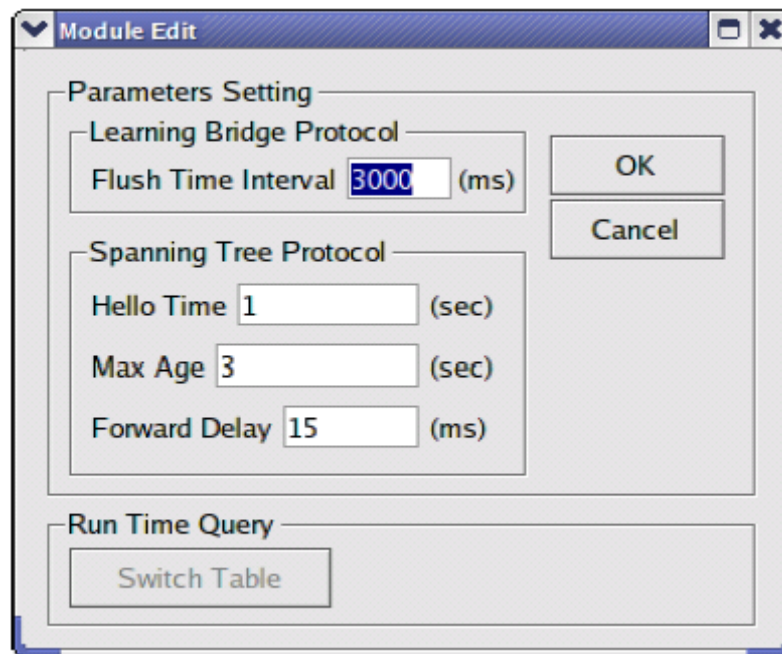 Module Edit
Parameters Setting
Learning Bridge Protocol
Flush Time Interval 3000 (ms)
OK
Cancel
Spanning Tree Protocol
Hello Time 1 (sec)
Max Age 3 (sec)
Forward Delay 15 (ms)
Run Time Query
Switch Table